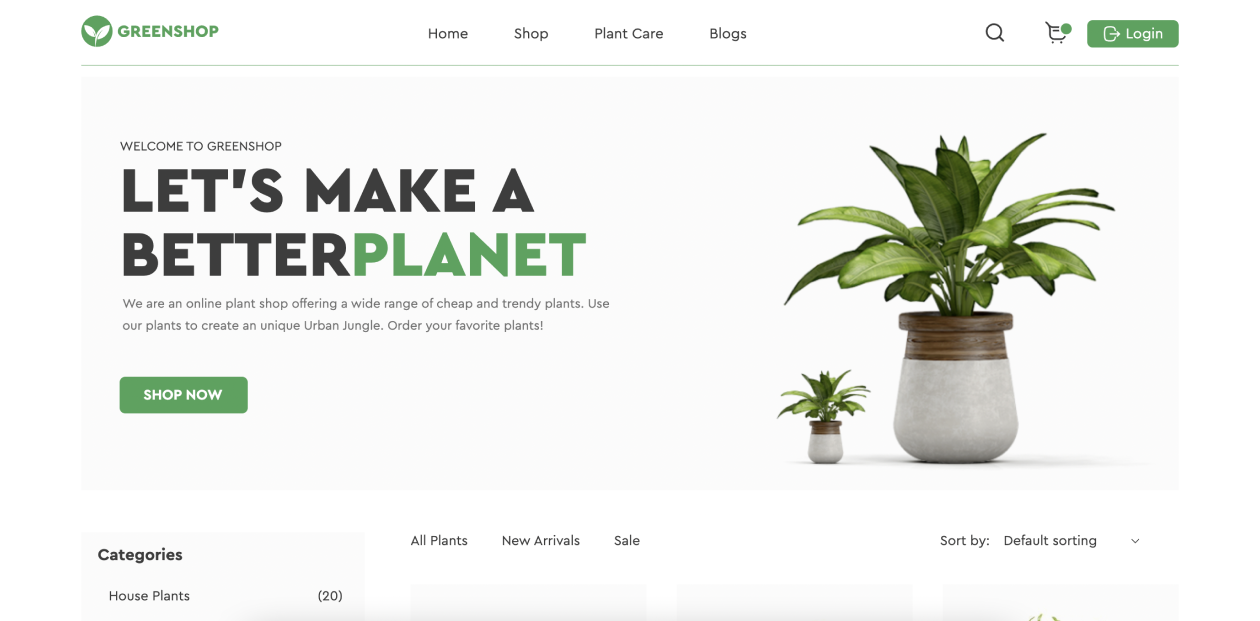 GREENSHOP
Home
Shop
Plant Care
Blogs
Login
WELCOME TO GREENSHOP
LET'S MAKE A
BETTERPLANET
We are an online plant shop offering a wide range of cheap and trendy plants. Use
our plants to create an unique Urban Jungle. Order your favorite plants!
SHOP NOW
Categories
House Plants (20)
All Plants
New Arrivals
Sale
Sort by: Default sorting